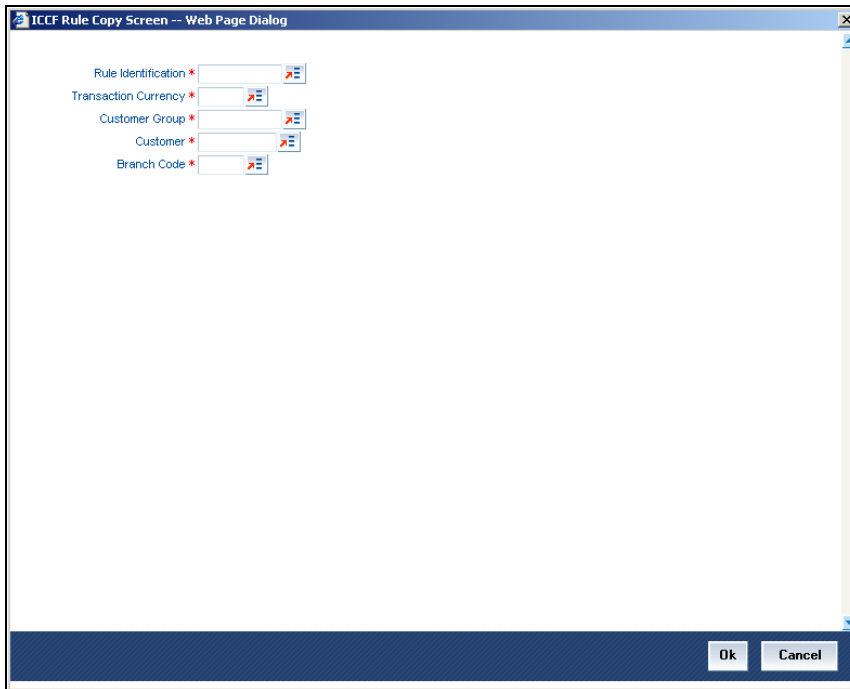 ICCF Rule Copy Screen -- Web Page Dialog
Rule Identification *
Transaction Currency *
Customer Group *
Customer *
Branch Code *
Ok Cancel